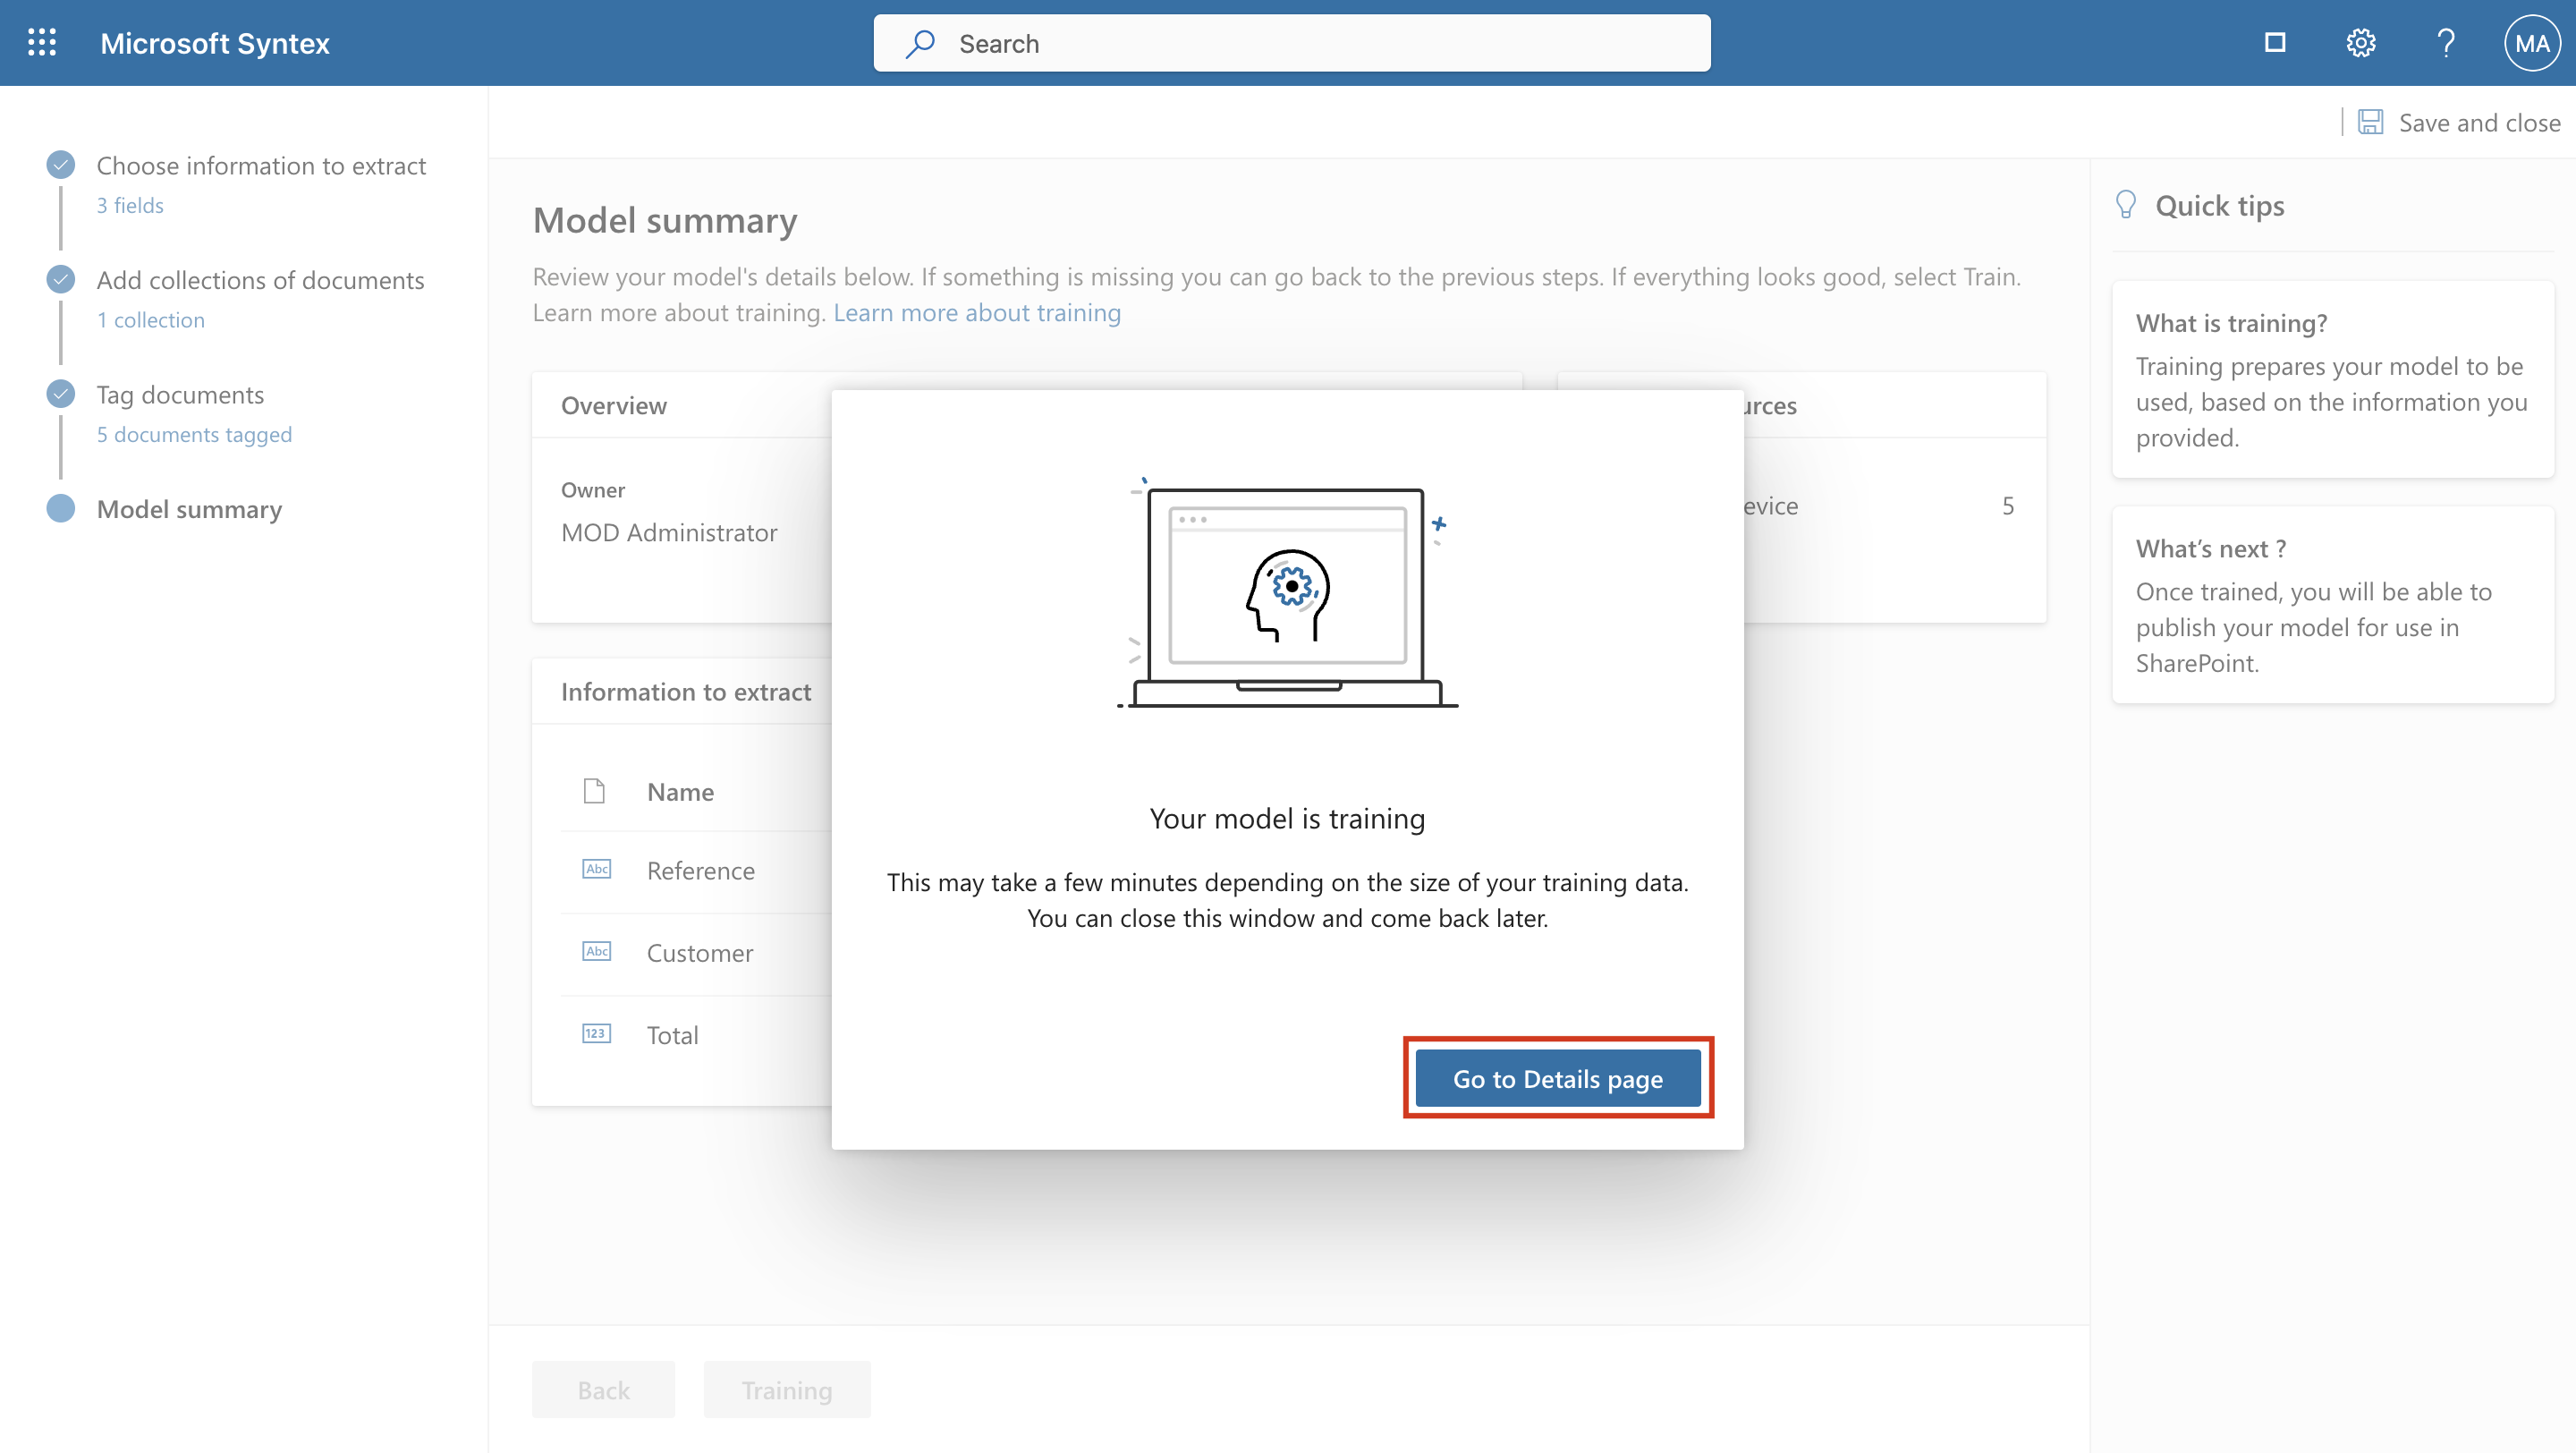 Microsoft Syntex
Search
MA
Save and close
Choose information to extract
3 fields
Add collections of documents
1 collection
Tag documents
5 documents tagged
Model summary
Model summary
Review your model's details below. If something is missing you can go back to the previous steps. If everything looks good, select Train.
Learn more about training. Learn more about training
Overview
Owner
MOD Administrator
urces
evice 5
Information to extract
Name
Abc Reference
Abc Customer
123 Total
Your model is training
This may take a few minutes depending on the size of your training data.
You can close this window and come back later.
Go to Details page
Back
Training
Quick tips
What is training?
Training prepares your model to be
used, based on the information you
provided.
What’s next ?
Once trained, you will be able to
publish your model for use in
SharePoint.